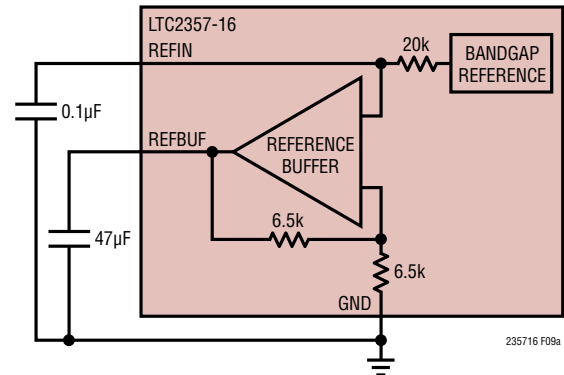 LTC2357-16
REFIN
20k
BANDGAP
REFERENCE
0.1µF
REFBUF
REFERENCE
BUFFER
6.5k
47µF
6.5k
GND
235716 F09a